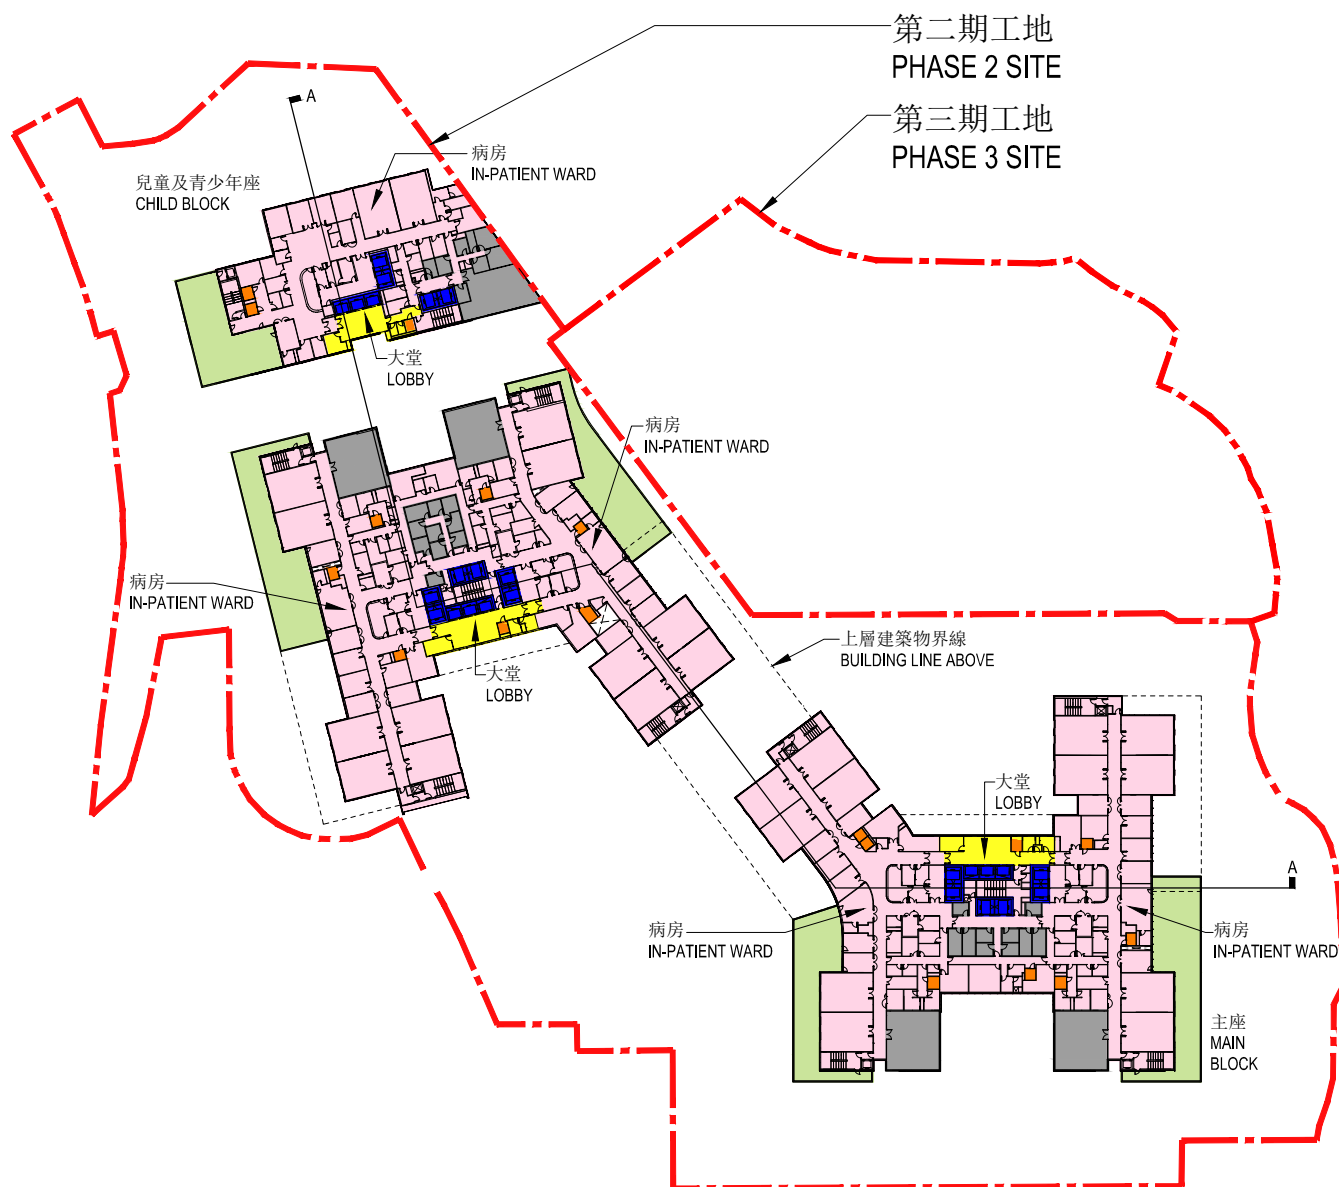 第二期工地
PHASE 2 SITE
第三期工地
PHASE 3 SITE
A
病房
IN-PATIENT WARD
兒童及青少年座
CHILD BLOCK
大堂
LOBBY
病房
IN-PATIENT WARD
病房
IN-PATIENT WARD
上層建築物界線
BUILDING LINE ABOVE
大堂
LOBBY
大堂
LOBBY
A
病房
IN-PATIENT WARD
病房
IN-PATIENT WARD
主座
MAIN
BLOCK